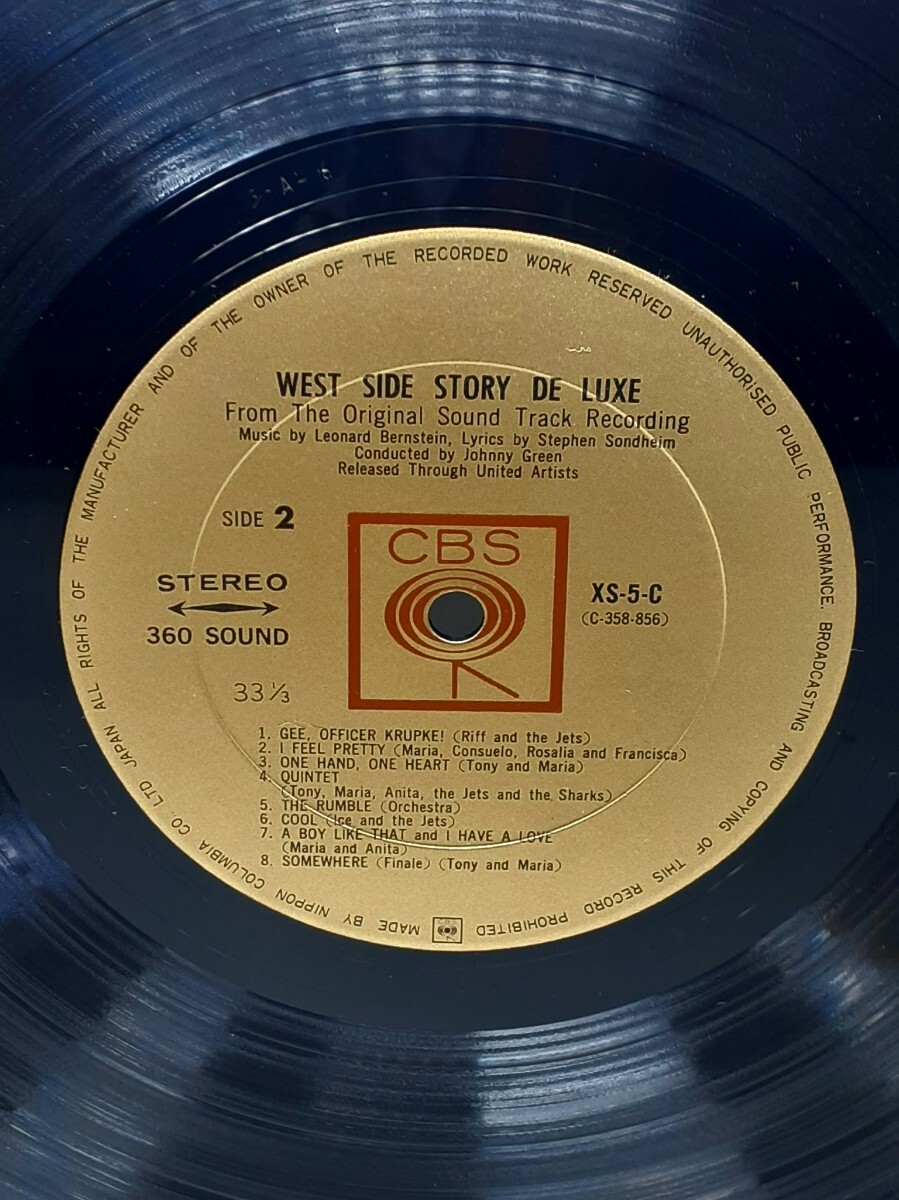 WEST SIDE STORY DE LUXE
From The Original Sound Track Recording
Music by Leonard Bernstein, Lyrics by Stephen Sondheim
Conducted by Johnny Green
Released Through United Artists
SIDE 2
CBS
STEREO
360 SOUND
XS-5-C
(C-358-856)
33 1/3
1. GEE, OFFICER KRUPKE! (Riff and the Jets)
2. I FEEL PRETTY (Maria, Consuelo, Rosalia and Francisca)
3. ONE HAND, ONE HEART (Tony and Maria)
4. QUINTET
(Tony, Maria, Anita, the Jets and the Sharks)
5. THE RUMBLE (Orchestra)
6. COOL (Ice and the Jets)
7. A BOY LIKE THAT and I HAVE A LOVE
(Maria and Anita)
8. SOMEWHERE (Finale) (Tony and Maria)
MADE BY NIPPON COLUMBIA CO. LTD JAPAN ALL RIGHTS OF THE MANUFACTURER AND OF THE OWNER OF THE RECORDED WORK RESERVED UNAUTHORISED PUBLIC PERFORMANCE. BROADCASTING AND COPYING OF THIS RECORD PROHIBITED